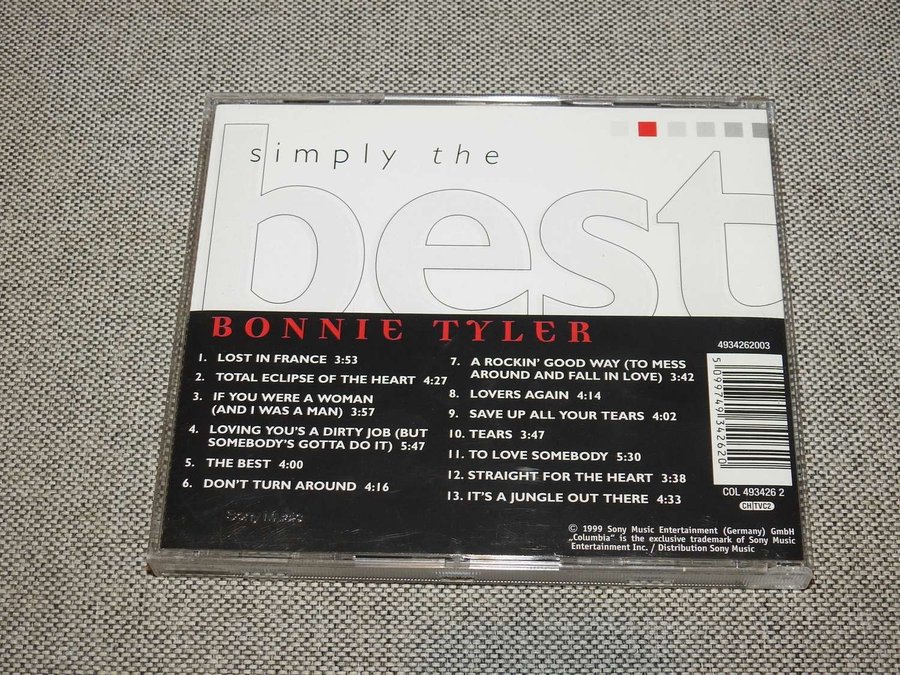 simply the
best
BONNIE TYLER
1. LOST IN FRANCE 3:53
2. TOTAL ECLIPSE OF THE HEART 4:27
3. IF YOU WERE A WOMAN
(AND I WAS A MAN) 3:57
4. LOVING YOU'S A DIRTY JOB (BUT
SOMEBODY'S GOTTA DO IT) 5:47
5. THE BEST 4:00
6. DON'T TURN AROUND 4:16
Sony Music
7. A ROCKIN' GOOD WAY (TO MESS
AROUND AND FALL IN LOVE) 3:42
8. LOVERS AGAIN 4:14
9. SAVE UP ALL YOUR TEARS 4:02
10. TEARS 3:47
11. TO LOVE SOMEBODY 5:30
12. STRAIGHT FOR THE HEART 3:38
13. IT'S A JUNGLE OUT THERE 4:33
4934262003
5 099749 342620
COL 493426 2
CH|TVC2
© 1999 Sony Music Entertainment (Germany) GmbH
„Columbia" is the exclusive trademark of Sony Music
Entertainment Inc. / Distribution Sony Music